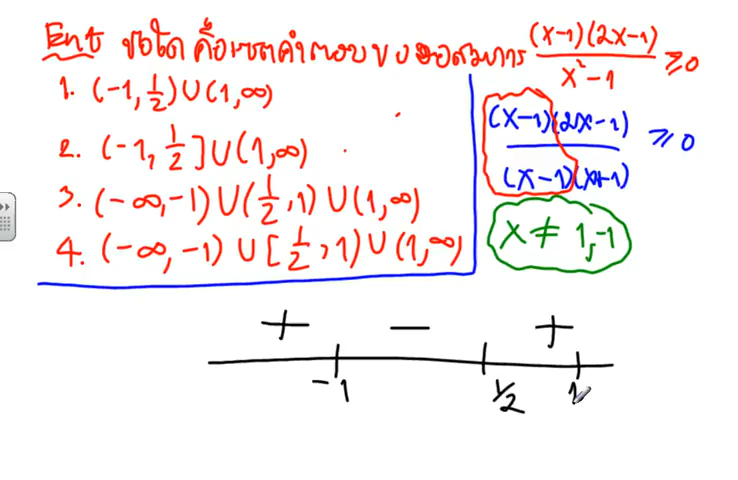 Ent ข้อใด คือเซตคำตอบของอสมการ (x-1)(2x-1)/x²-1 ≥0
1. (-1, 1/2)∪(1,∞)
2. (-1, 1/2]∪(1,∞)
3. (-∞,-1)∪(1/2,1)∪(1,∞)
4. (-∞,-1)∪[1/2,1)∪(1,∞)
(x-1)(2x-1)/(x-1)(x+1) ≥0
x≠1,-1
+ − +
-1 1/2 1